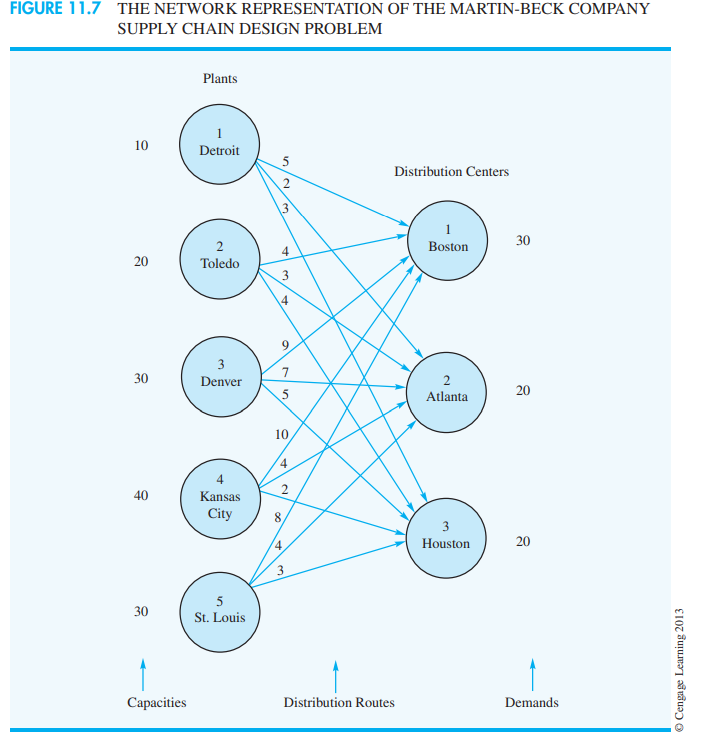 FIGURE 11.7 THE NETWORK REPRESENTATION OF THE MARTIN-BECK COMPANY
SUPPLY CHAIN DESIGN PROBLEM
Plants
Distribution Centers
10
1
Detroit
5
2
3
20
2
Toledo
4
3
4
1
Boston
30
30
3
Denver
9
7
5
2
Atlanta
20
40
4
Kansas
City
10
4
2
3
Houston
20
30
5
St. Louis
8
4
3
Capacities
Distribution Routes
Demands
© Cengage Learning 2013